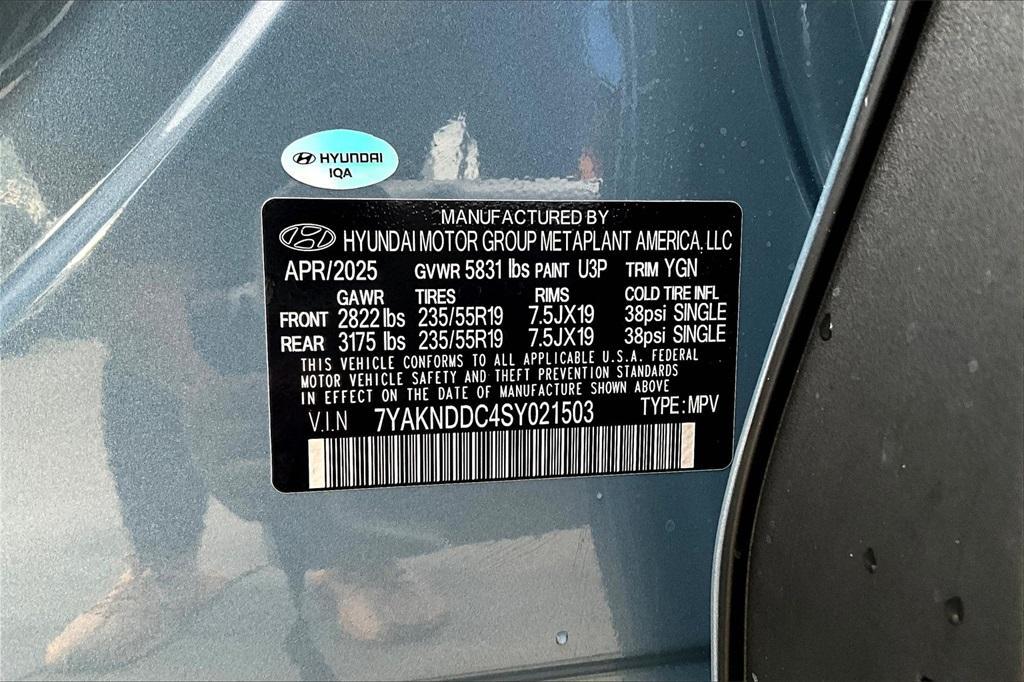 HYUNDAI
IQA
MANUFACTURED BY
HYUNDAI MOTOR GROUP METAPLANT AMERICA, LLC
APR/2025 GVWR 5831 lbs PAINT U3P TRIM YGN
GAWR TIRES RIMS COLD TIRE INFL
FRONT 2822 lbs 235/55R19 7.5JX19 38psi SINGLE
REAR 3175 lbs 235/55R19 7.5JX19 38psi SINGLE
THIS VEHICLE CONFORMS TO ALL APPLICABLE U.S.A. FEDERAL
MOTOR VEHICLE SAFETY AND THEFT PREVENTION STANDARDS
IN EFFECT ON THE DATE OF MANUFACTURE SHOWN ABOVE
V.I.N 7YAKNDDC4SY021503 TYPE: MPV